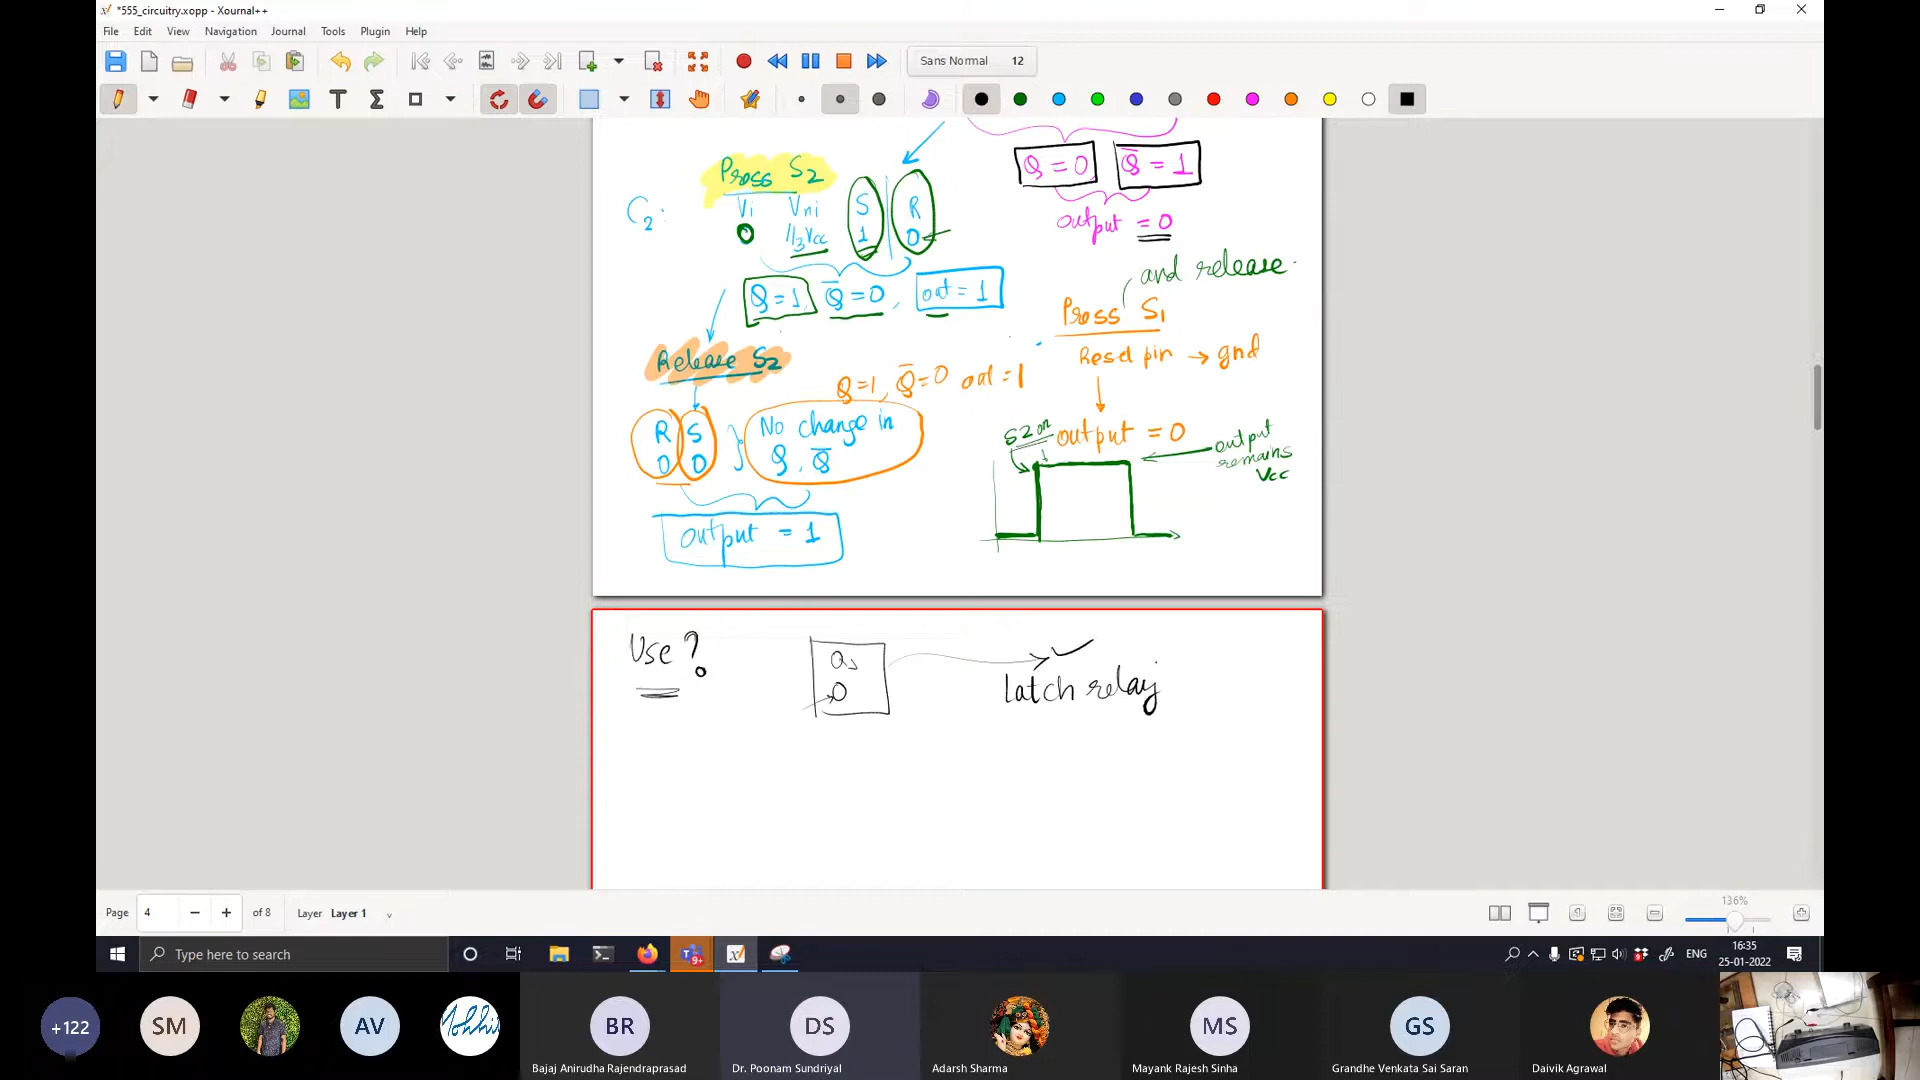 *555_circuitry.xopp - Xournal++
File Edit View Navigation Journal Tools Plugin Help
Sans Normal 12
Q = 0 Q̅ = 1
output = 0
Press S2
C2:
Vi Vni S R
0 1/3Vcc 1 0
Q=1, Q̅=0, out=1
and release
Press S1
Reset pin → gnd
output = 0
Release S2
Q=1, Q̅=0 out=1
R S
0 0
No change in
Q, Q̅
output = 1
S2 on
output
remains
Vcc
Use?
Latch relay
Page 4 of 8 Layer Layer 1
136%
Type here to search
9+
ENG
16:35
25-01-2022
+122
SM
AV
BR
Bajaj Anirudha Rajendraprasad
DS
Dr. Poonam Sundriyal
Adarsh Sharma
MS
Mayank Rajesh Sinha
GS
Grandhe Venkata Sai Saran
Daivik Agrawal